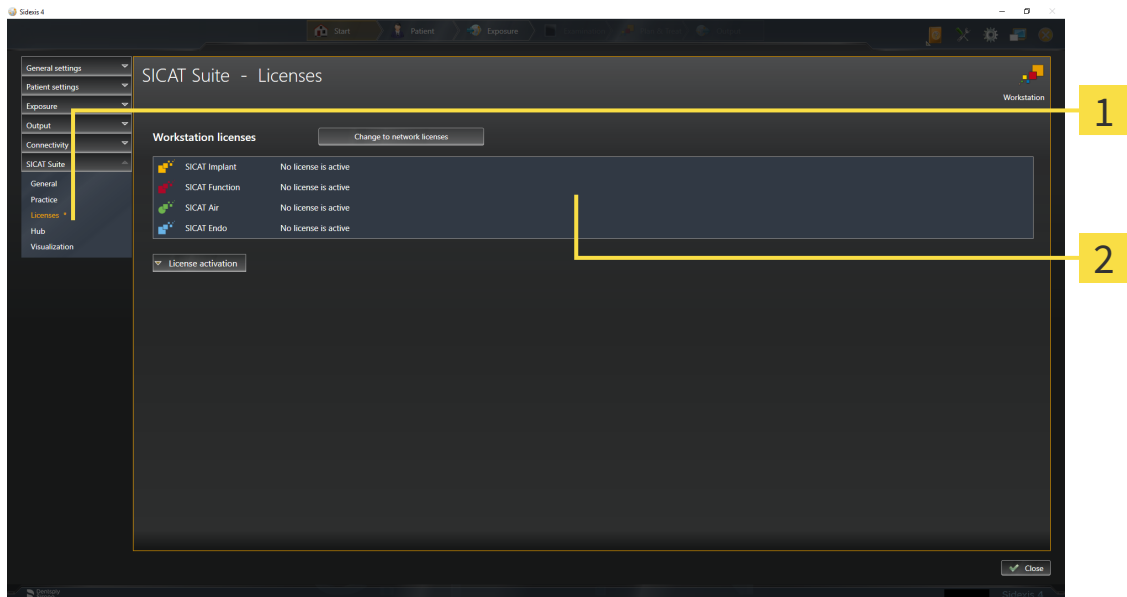 Sidexis 4
Start
Patient
Exposure
General settings
Patient settings
Exposure
Output
Connectivity
SICAT Suite
General
Practice
Licenses *
Hub
Visualization
SICAT Suite - Licenses
Workstation
Workstation licenses
Change to network licenses
SICAT Implant No license is active
SICAT Function No license is active
SICAT Air No license is active
SICAT Endo No license is active
License activation
1
2
Close
Dentsply
Sirona
Sidexis 4